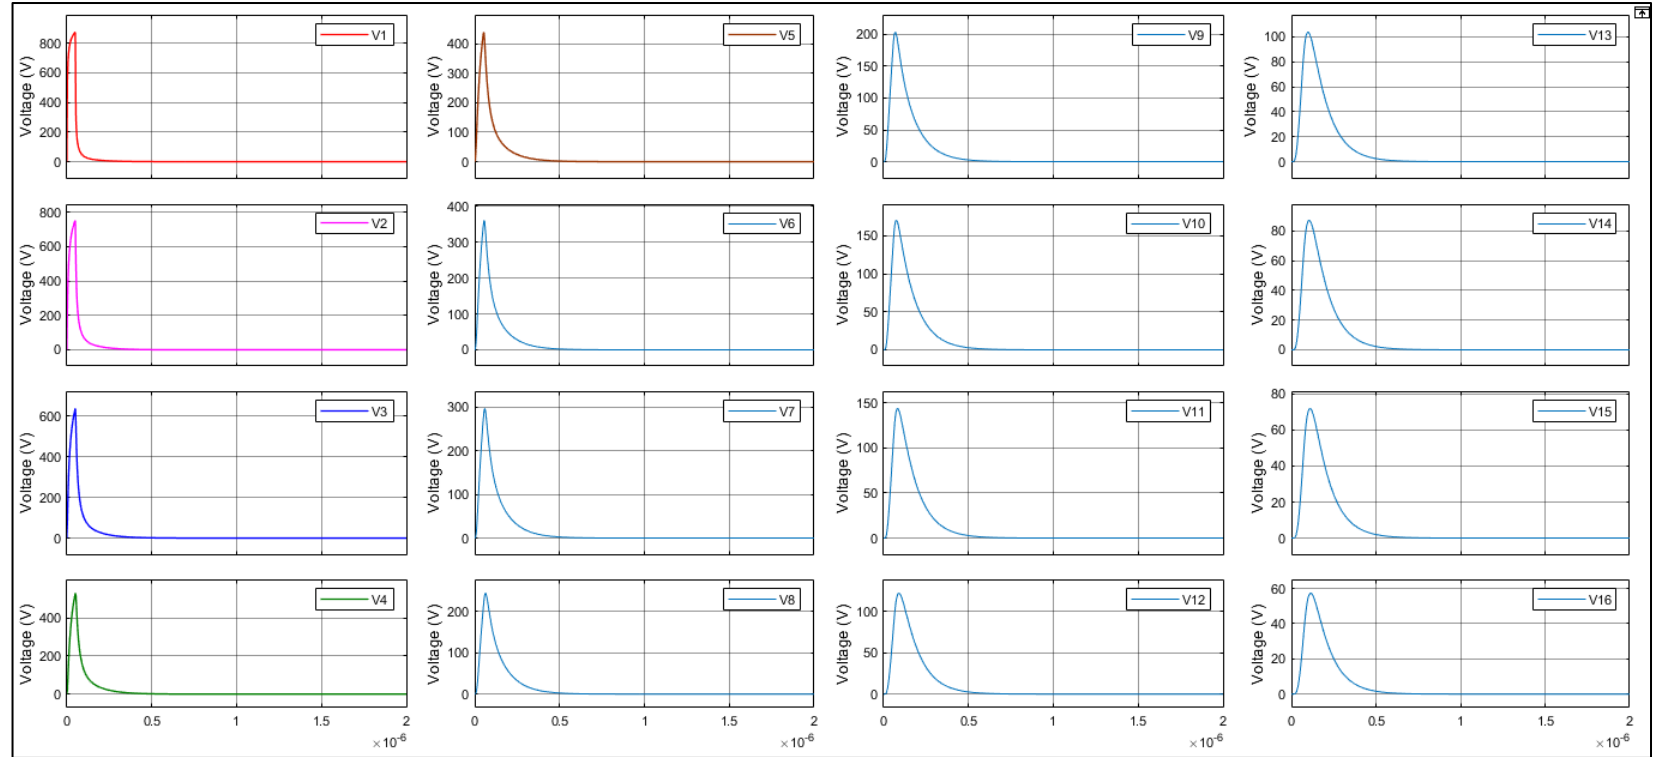 Voltage (V)
800
600
400
200
0
V1
Voltage (V)
400
300
200
100
0
V5
Voltage (V)
200
150
100
50
0
V9
Voltage (V)
100
80
60
40
20
0
V13
Voltage (V)
800
600
400
200
0
V2
Voltage (V)
400
300
200
100
0
V6
Voltage (V)
150
100
50
0
V10
Voltage (V)
80
60
40
20
0
V14
Voltage (V)
600
400
200
0
V3
Voltage (V)
300
200
100
0
V7
Voltage (V)
150
100
50
0
V11
Voltage (V)
80
60
40
20
0
V15
Voltage (V)
400
200
0
V4
0 0.5 1 1.5 2
×10-6
Voltage (V)
200
100
0
V8
0 0.5 1 1.5 2
×10-6
Voltage (V)
100
50
0
V12
0 0.5 1 1.5 2
×10-6
Voltage (V)
60
40
20
0
V16
0 0.5 1 1.5 2
×10-6